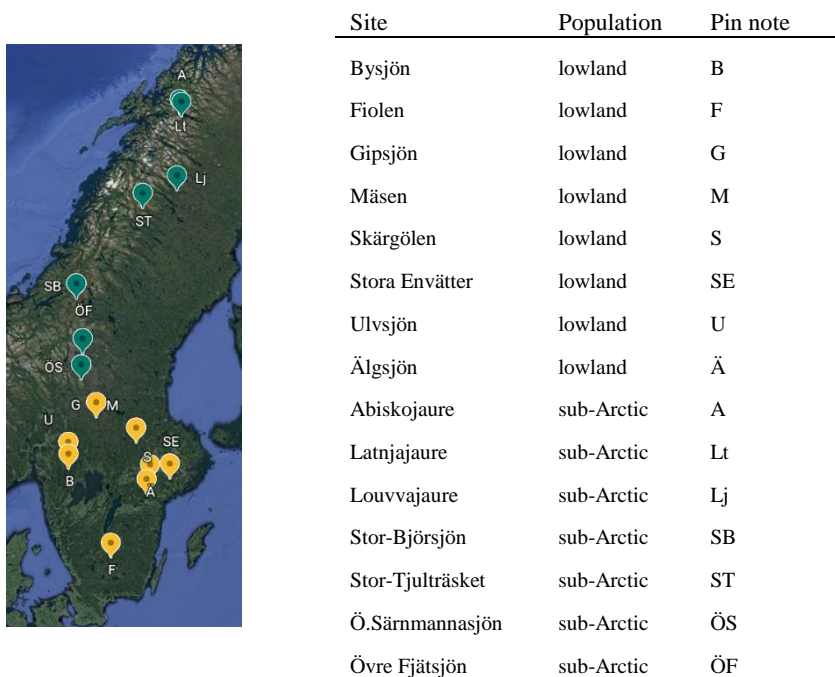 A
Lt
Lj
ST
SB
ÖF
ÖS
G M
U
SE
S
B
A
F
Site Population Pin note
Bysjön lowland B
Fiolen lowland F
Gipsjön lowland G
Mäsen lowland M
Skärgölen lowland S
Stora Envätter lowland SE
Ulvsjön lowland U
Älgsjön lowland Ä
Abiskojaure sub-Arctic A
Latnjajaure sub-Arctic Lt
Louvvajaure sub-Arctic Lj
Stor-Björsjön sub-Arctic SB
Stor-Tjulträsket sub-Arctic ST
Ö.Särnmannasjön sub-Arctic ÖS
Övre Fjätsjön sub-Arctic ÖF